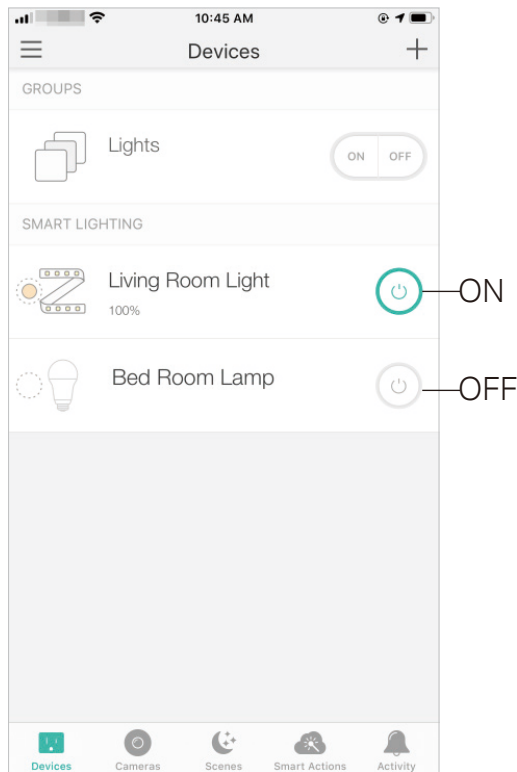 10:45 AM
Devices
GROUPS
Lights
ON OFF
SMART LIGHTING
Living Room Light
100%
ON
Bed Room Lamp
OFF
Devices Cameras Scenes Smart Actions Activity